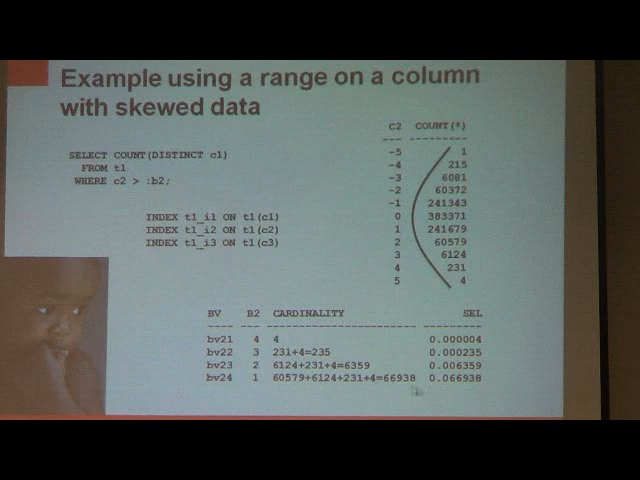 Example using a range on a column
with skewed data
C2 COUNT(*)
--- ---------
-5 1
-4 215
-3 6081
-2 60372
-1 241343
0 383371
1 241679
2 60579
3 6124
4 231
5 4
SELECT COUNT(DISTINCT c1)
FROM t1
WHERE c2 > :b2;
INDEX t1_i1 ON t1(c1)
INDEX t1_i2 ON t1(c2)
INDEX t1_i3 ON t1(c3)
BV B2 CARDINALITY SEL
---- -- ---------------------- --------
bv21 4 4 0.000004
bv22 3 231+4=235 0.000235
bv23 2 6124+231+4=6359 0.006359
bv24 1 60579+6124+231+4=66938 0.066938